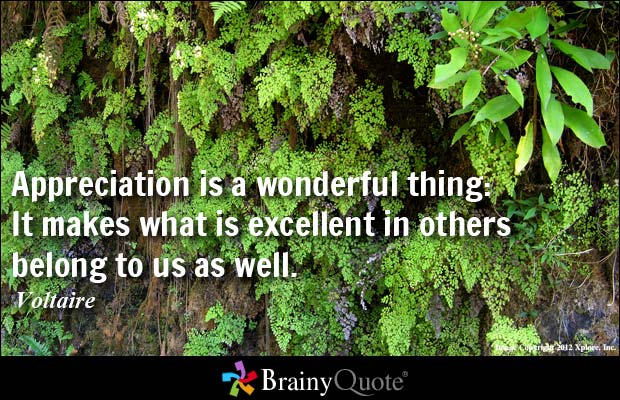 Appreciation is a wonderful thing:
It makes what is excellent in others
belong to us as well.
Voltaire
Image Copyright 2012 Xplore, Inc.
BrainyQuote®